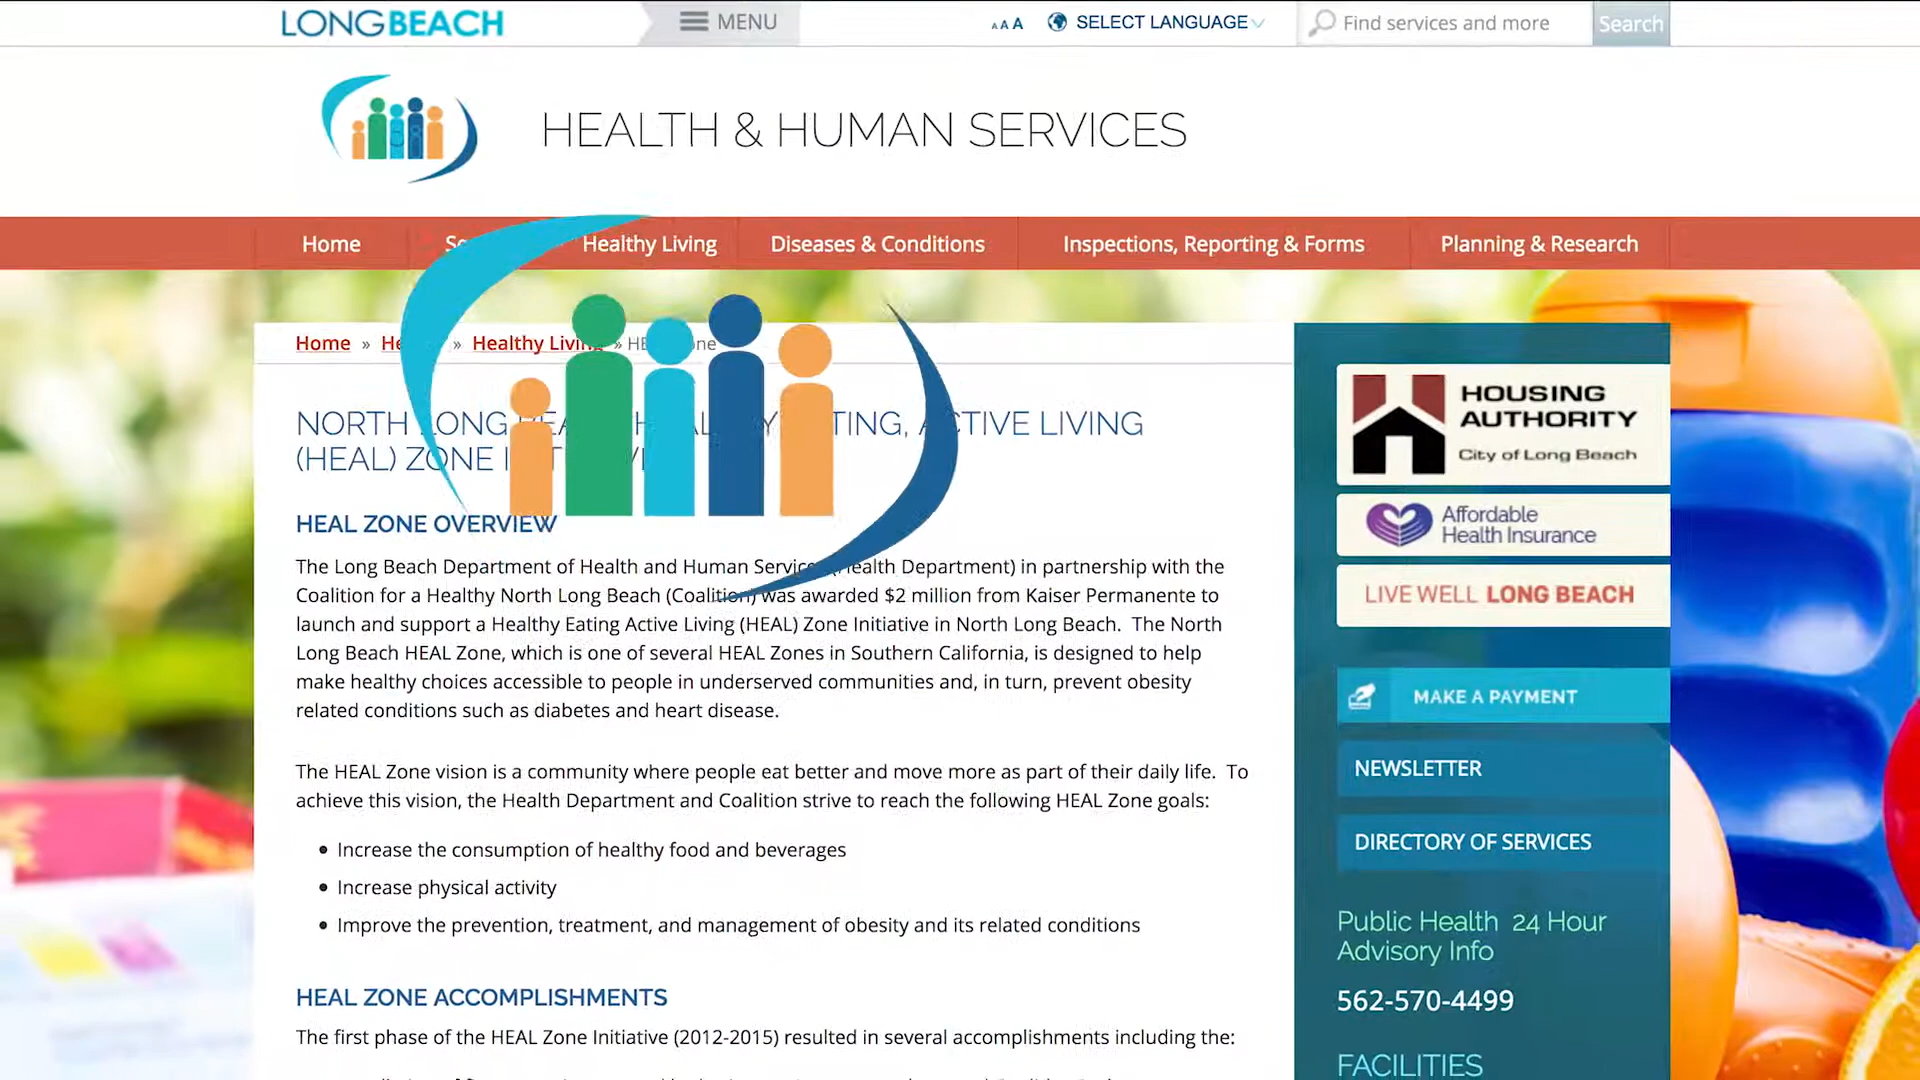 LONGBEACH
MENU
A A A
SELECT LANGUAGE
Find services and more
Search
HEALTH & HUMAN SERVICES
Home
Healthy Living
Diseases & Conditions
Inspections, Reporting & Forms
Planning & Research
Home » » Healthy Living »
NORTH LONG ACTIVE LIVING
(HEAL) ZONE
HEAL ZONE OVERVIEW
The Long Beach Department of Health and Human Services (Health Department) in partnership with the
Coalition for a Healthy North Long Beach (Coalition) was awarded $2 million from Kaiser Permanente to
launch and support a Healthy Eating Active Living (HEAL) Zone Initiative in North Long Beach. The North
Long Beach HEAL Zone, which is one of several HEAL Zones in Southern California, is designed to help
make healthy choices accessible to people in underserved communities and, in turn, prevent obesity
related conditions such as diabetes and heart disease.
The HEAL Zone vision is a community where people eat better and move more as part of their daily life. To
achieve this vision, the Health Department and Coalition strive to reach the following HEAL Zone goals:
• Increase the consumption of healthy food and beverages
• Increase physical activity
• Improve the prevention, treatment, and management of obesity and its related conditions
HEAL ZONE ACCOMPLISHMENTS
The first phase of the HEAL Zone Initiative (2012-2015) resulted in several accomplishments including the:
HOUSING
AUTHORITY
City of Long Beach
Affordable
Health Insurance
LIVE WELL LONG BEACH
MAKE A PAYMENT
NEWSLETTER
DIRECTORY OF SERVICES
Public Health 24 Hour
Advisory Info
562-570-4499
FACILITIES